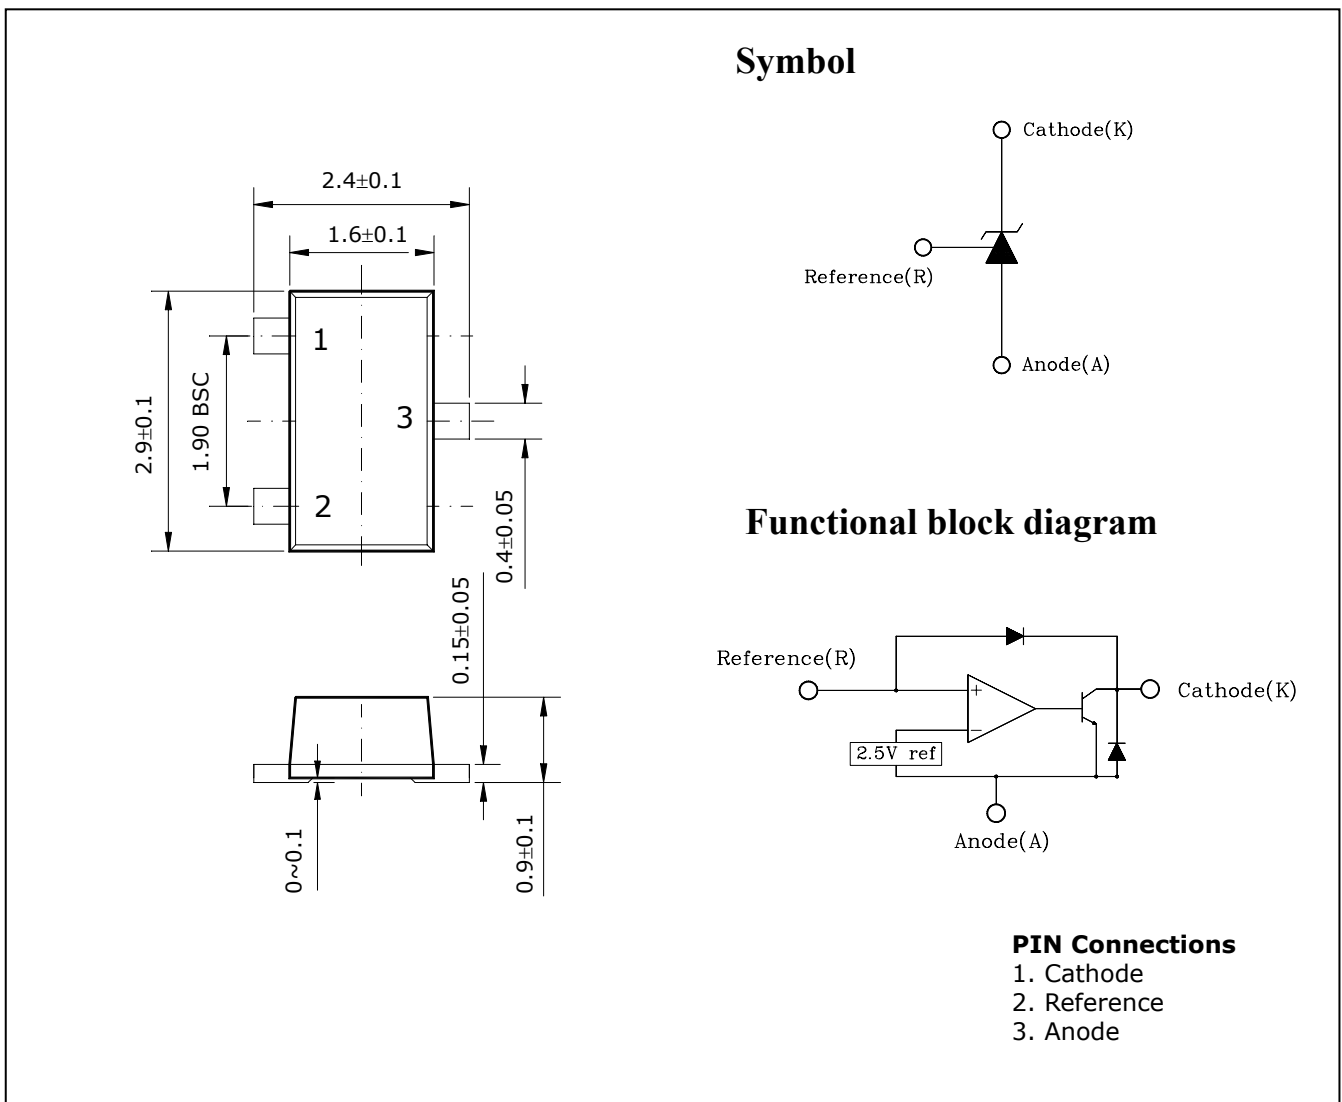 Symbol
Cathode(K)
Reference(R)
Anode(A)
2.4±0.1
1.6±0.1
1
2.9±0.1
1.90 BSC
3
2
0.4±0.05
0.15±0.05
0~0.1
0.9±0.1
Functional block diagram
Reference(R)
+
−
2.5V ref
Cathode(K)
Anode(A)
PIN Connections
1. Cathode
2. Reference
3. Anode